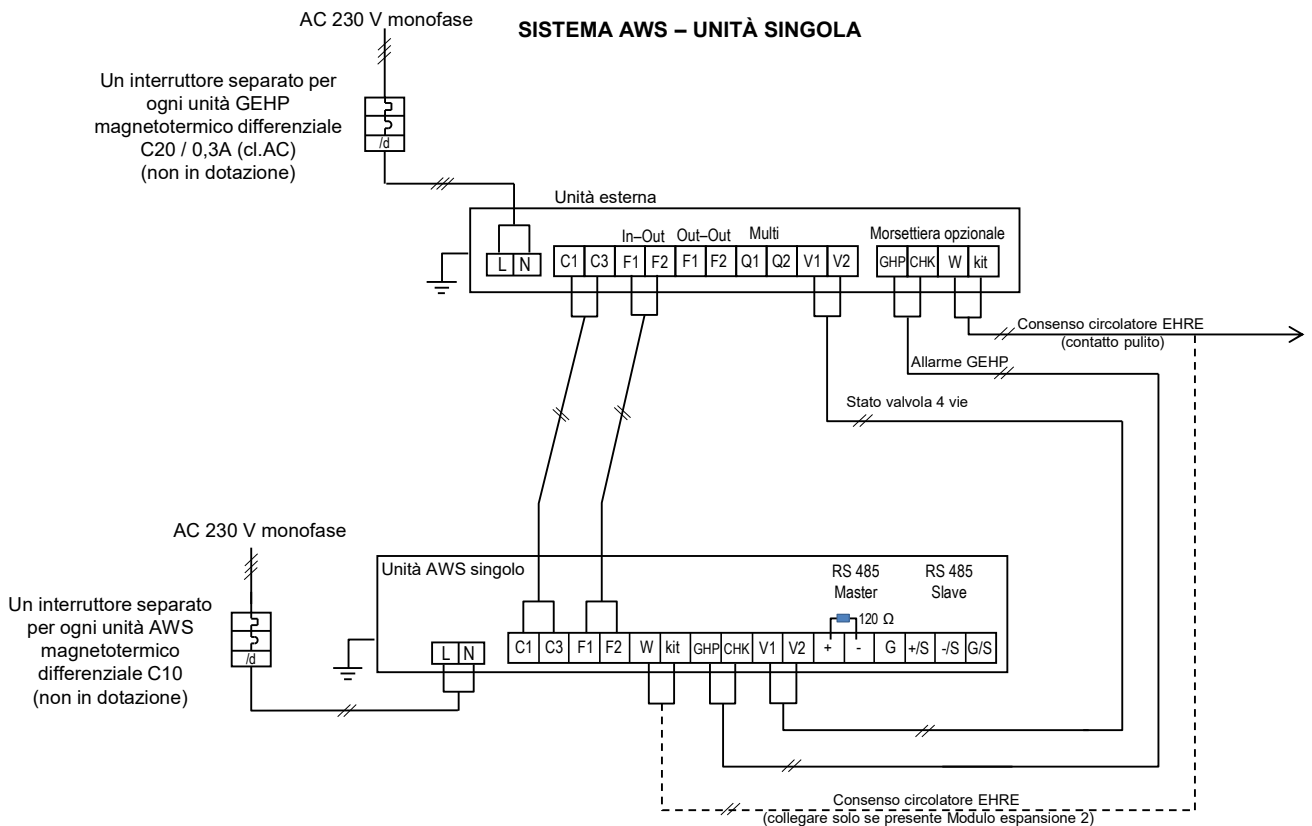 AC 230 V monofase
SISTEMA AWS – UNITÀ SINGOLA
Un interruttore separato per
ogni unità GEHP
magnetotermico differenziale
C20 / 0,3A (cl.AC)
(non in dotazione)
/d
Unità esterna
In–Out Out–Out Multi Morsettiera opzionale
L N C1 C3 F1 F2 F1 F2 Q1 Q2 V1 V2 GHP CHK W kit
Consenso circolatore EHRE
(contatto pulito)
Allarme GEHP
Stato valvola 4 vie
AC 230 V monofase
Un interruttore separato
per ogni unità AWS
magnetotermico
differenziale C10
(non in dotazione)
/d
Unità AWS singolo
RS 485 RS 485
Master Slave
120 Ω
L N C1 C3 F1 F2 W kit GHP CHK V1 V2 + - G +/S -/S G/S
Consenso circolatore EHRE
(collegare solo se presente Modulo espansione 2)